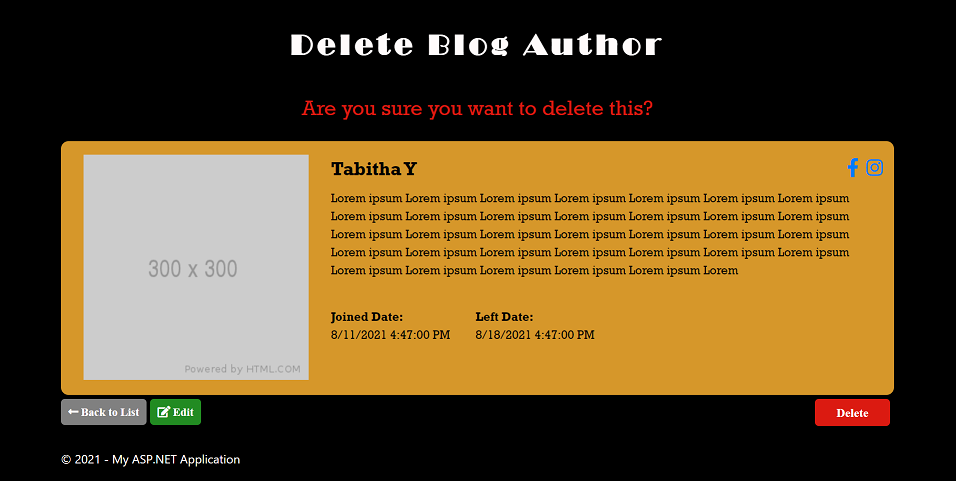 Delete Blog Author
Are you sure you want to delete this?
300 x 300
Powered by HTML.COM
Tabitha Y
Lorem ipsum Lorem ipsum Lorem ipsum Lorem ipsum Lorem ipsum Lorem ipsum Lorem ipsum
Lorem ipsum Lorem ipsum Lorem ipsum Lorem ipsum Lorem ipsum Lorem ipsum Lorem ipsum
Lorem ipsum Lorem ipsum Lorem ipsum Lorem ipsum Lorem ipsum Lorem ipsum Lorem ipsum
Lorem ipsum Lorem ipsum Lorem ipsum Lorem ipsum Lorem ipsum Lorem ipsum Lorem ipsum
Lorem ipsum Lorem ipsum Lorem ipsum Lorem ipsum Lorem ipsum Lorem
Joined Date: Left Date:
8/11/2021 4:47:00 PM 8/18/2021 4:47:00 PM
Back to List Edit Delete
© 2021 - My ASP.NET Application